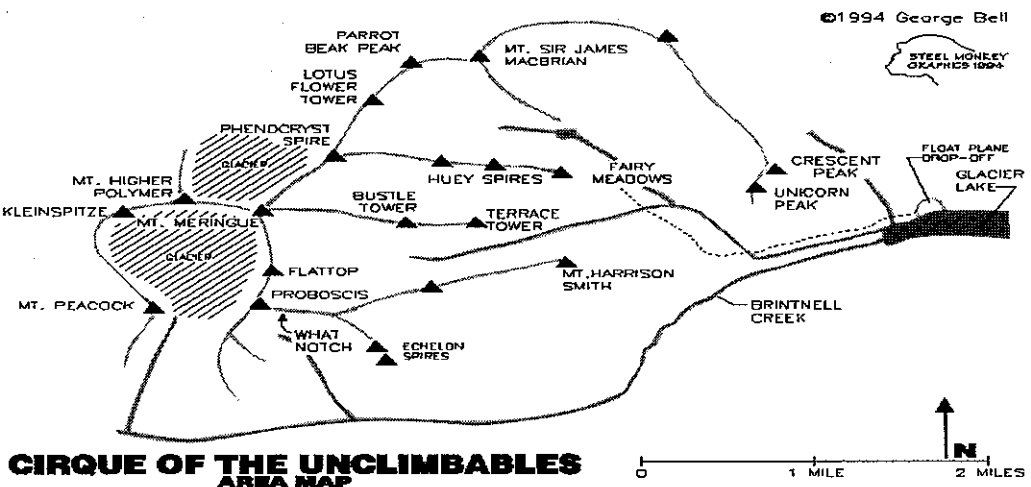 ©1994 George Bell
STEEL MONKEY
GRAPHICS 1994
PARROT
BEAK PEAK
MT. SIR JAMES
MACBRIAN
LOTUS
FLOWER
TOWER
PHENOCRYST
SPIRE
GLACIER
MT. HIGHER
POLYMER
HUEY SPIRES
FAIRY
MEADOWS
CRESCENT
PEAK
UNICORN
PEAK
FLOAT PLANE
DROP-OFF
GLACIER
LAKE
KLEINSPITZE
MT. MERINGUE
BUSTLE
TOWER
TERRACE
TOWER
GLACIER
FLATTOP
MT. HARRISON
SMITH
MT. PEACOCK
PROBOSCIS
BRINTNELL
CREEK
WHAT
NOTCH
ECHELON
SPIRES
CIRQUE OF THE UNCLIMBABLES
AREA MAP
N
0 1 MILE 2 MILES